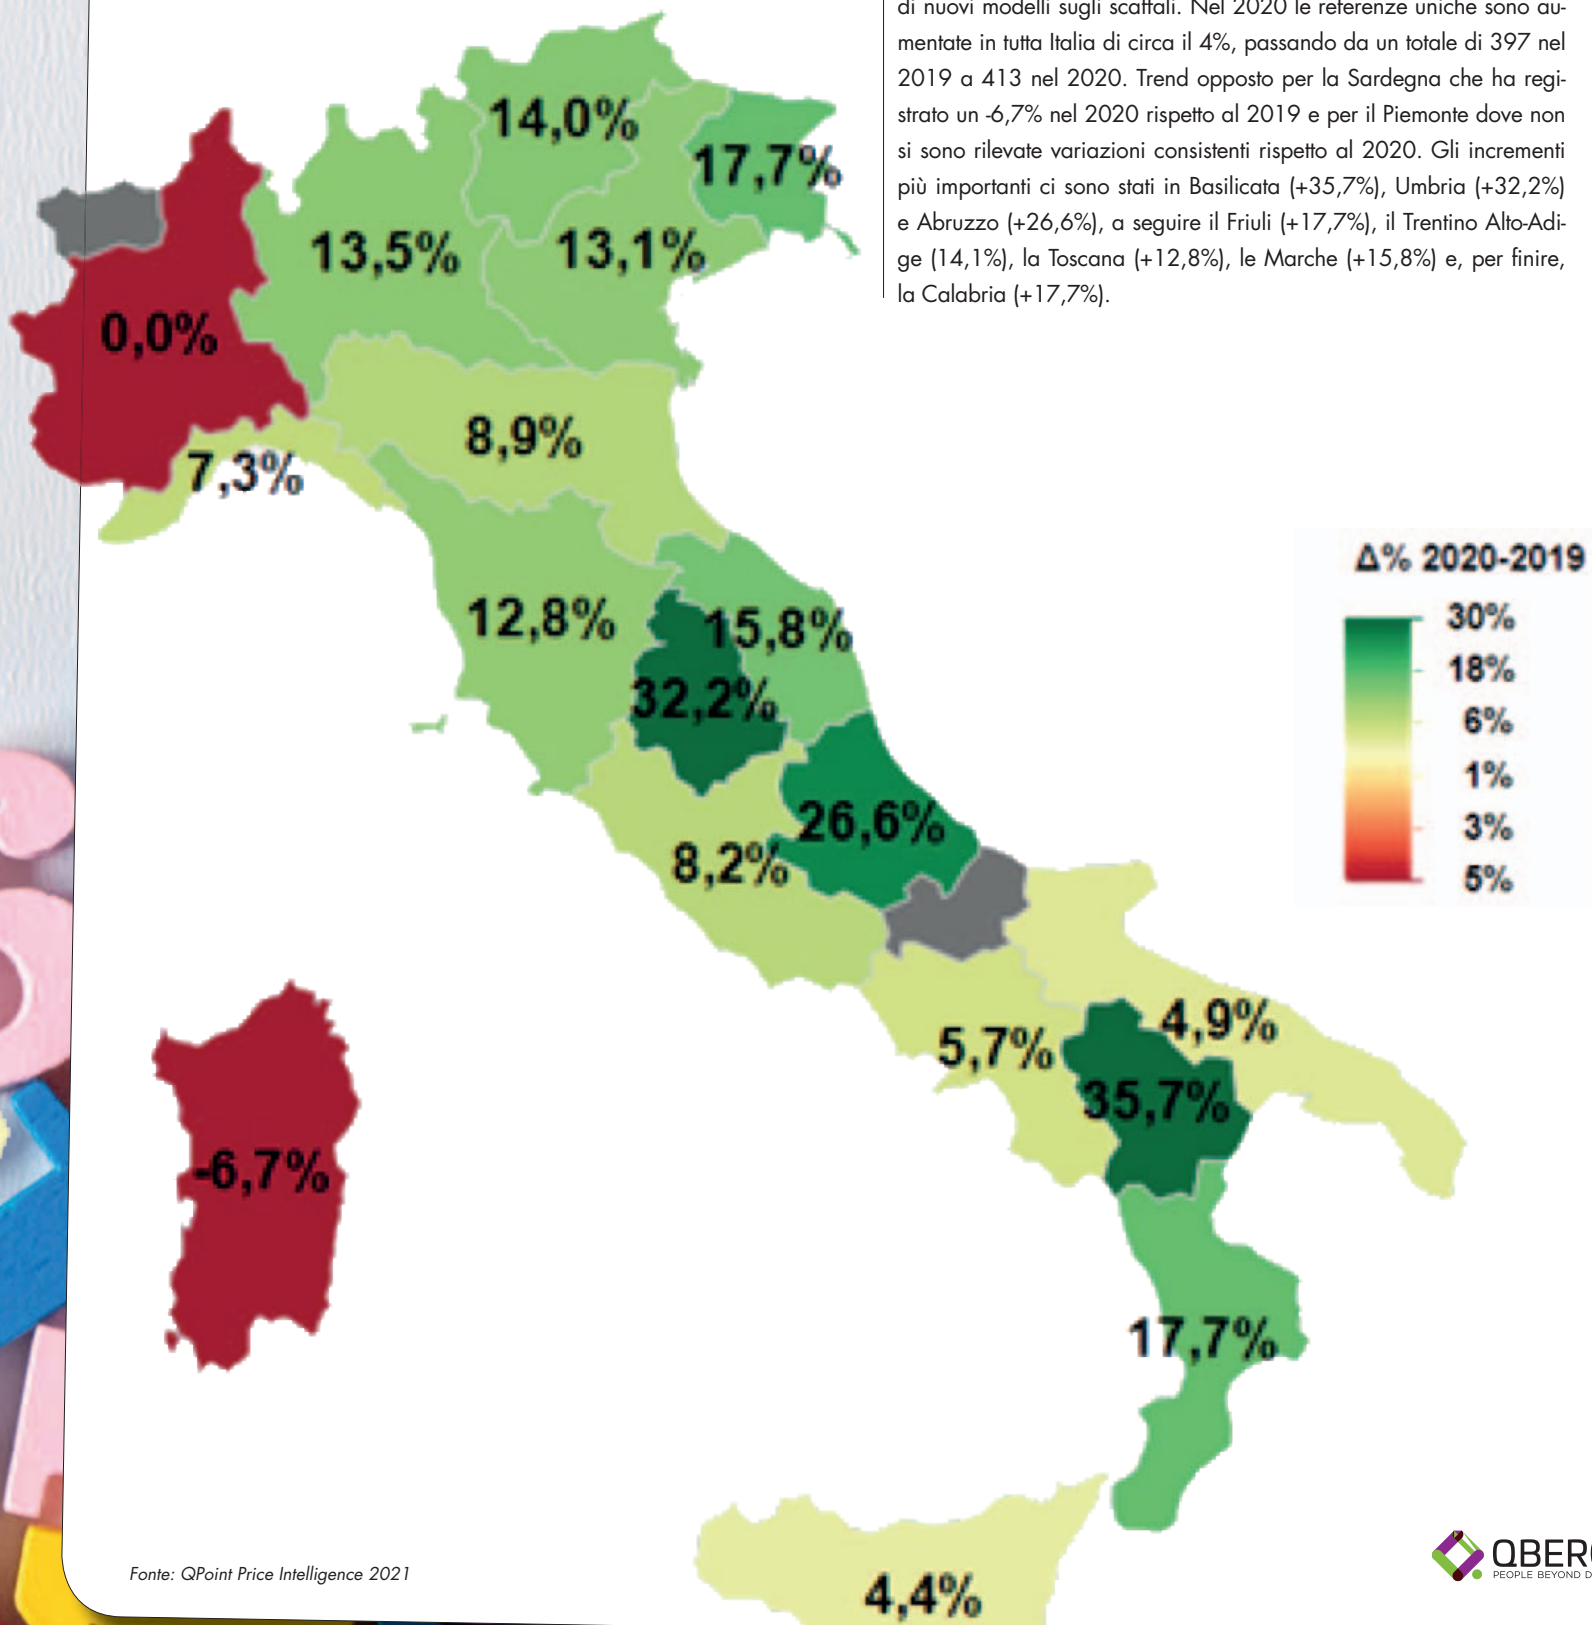 di nuovi modelli sugli scaffali. Nel 2020 le referenze uniche sono au-
mentate in tutta Italia di circa il 4%, passando da un totale di 397 nel
2019 a 413 nel 2020. Trend opposto per la Sardegna che ha regi-
strato un -6,7% nel 2020 rispetto al 2019 e per il Piemonte dove non
si sono rilevate variazioni consistenti rispetto al 2020. Gli incrementi
più importanti ci sono stati in Basilicata (+35,7%), Umbria (+32,2%)
e Abruzzo (+26,6%), a seguire il Friuli (+17,7%), il Trentino Alto-Adi-
ge (14,1%), la Toscana (+12,8%), le Marche (+15,8%) e, per finire,
la Calabria (+17,7%).
14,0%
17,7%
13,5%
13,1%
0,0%
8,9%
7,3%
12,8%
15,8%
32,2%
26,6%
8,2%
4,9%
5,7%
35,7%
-6,7%
17,7%
4,4%
Δ% 2020-2019
30%
18%
6%
1%
3%
5%
Fonte: QPoint Price Intelligence 2021
QBER
PEOPLE BEYOND D